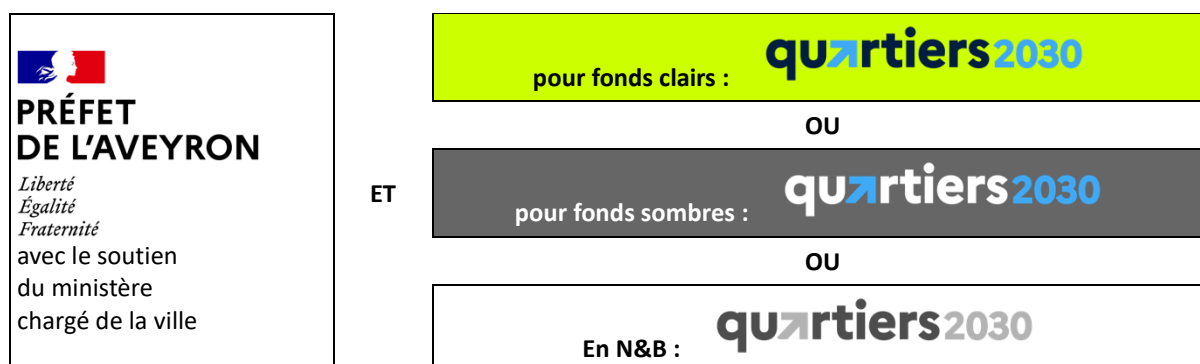 PRÉFET
DE L'AVEYRON
Liberté
Égalité
Fraternité
avec le soutien
du ministère
chargé de la ville
ET
pour fonds clairs : quartiers2030
OU
pour fonds sombres : quartiers2030
OU
En N&B : quartiers2030